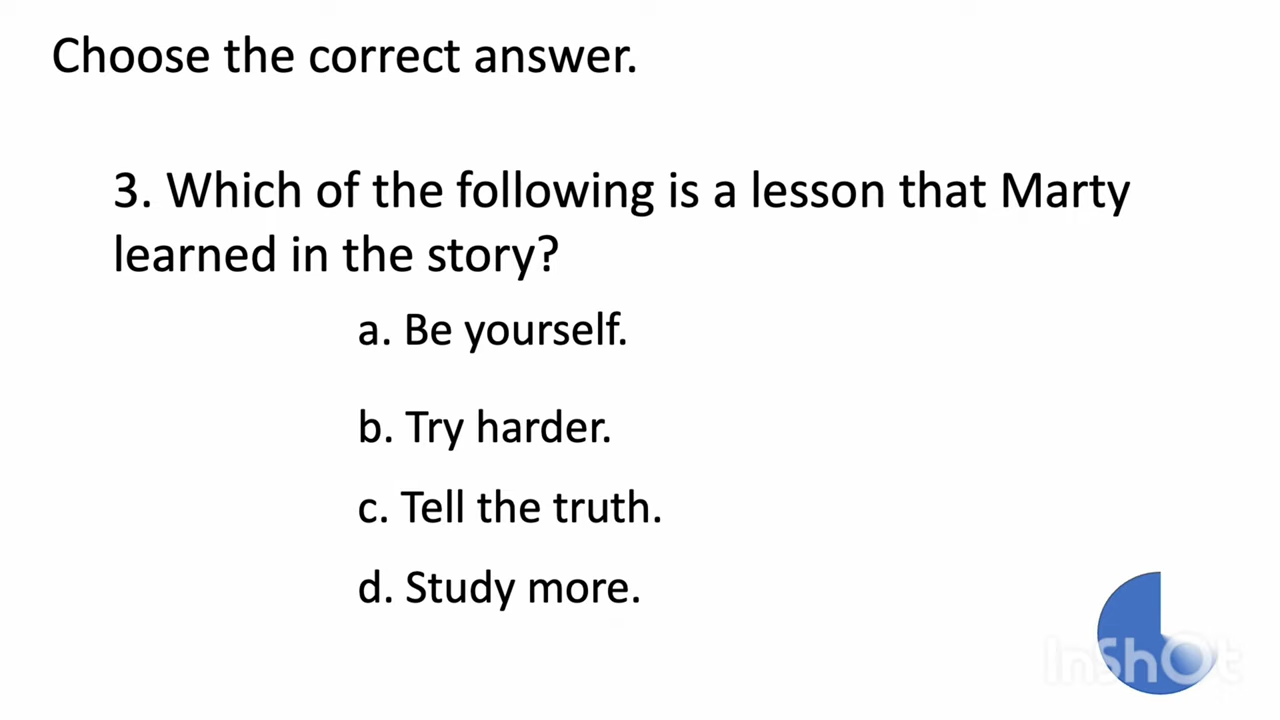 Choose the correct answer.
3. Which of the following is a lesson that Marty
learned in the story?
a. Be yourself.
b. Try harder.
c. Tell the truth.
d. Study more.
InShOt